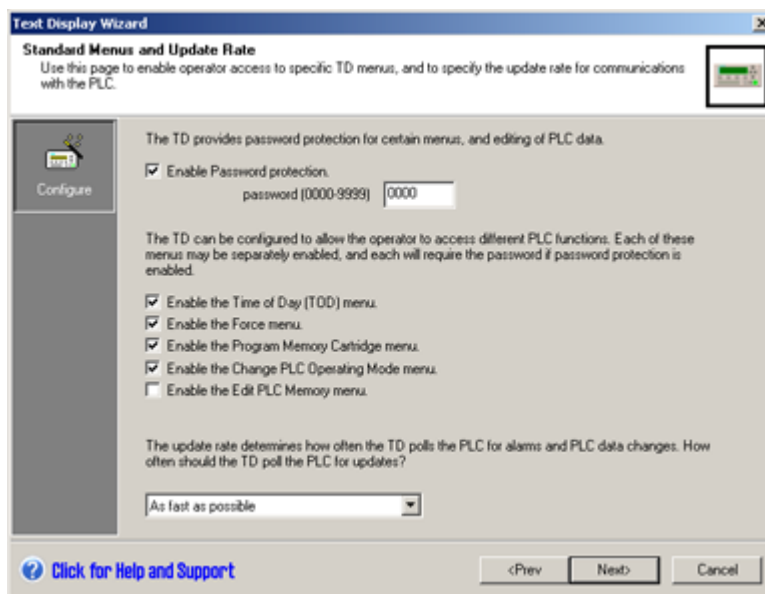 Text Display Wizard
Standard Menus and Update Rate
Use this page to enable operator access to specific TD menus, and to specify the update rate for communications
with the PLC.
Configure
The TD provides password protection for certain menus, and editing of PLC data.
Enable Password protection.
password (0000-9999)
0000
The TD can be configured to allow the operator to access different PLC functions. Each of these
menus may be separately enabled, and each will require the password if password protection is
enabled.
Enable the Time of Day (TOD) menu.
Enable the Force menu.
Enable the Program Memory Cartridge menu.
Enable the Change PLC Operating Mode menu.
Enable the Edit PLC Memory menu.
The update rate determines how often the TD polls the PLC for alarms and PLC data changes. How
often should the TD poll the PLC for updates?
As fast as possible
Click for Help and Support
<Prev
Next>
Cancel